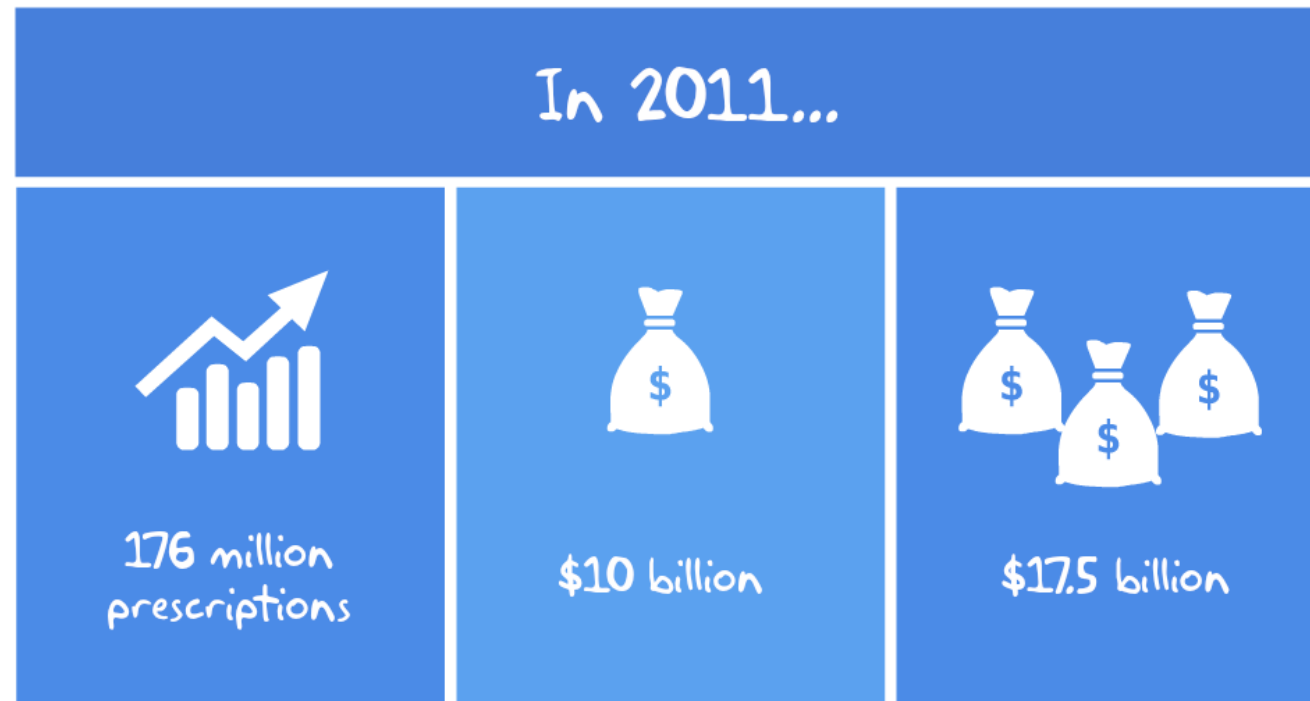 In 2011...
176 million
prescriptions
$
$10 billion
$
$
$
$17.5 billion